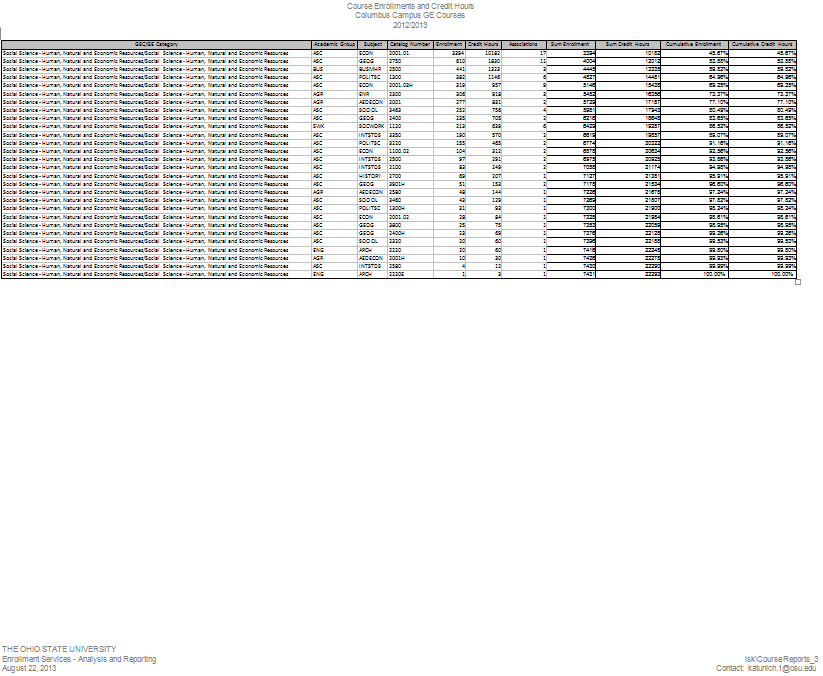 Course Enrollments and Credit Hours
Columbus Campus GE Courses
2012/2013
GEC/GE Category Academic Group Subject Catalog Number Enrollment Credit Hours Associations Sum Enrollment Sum Credit Hours Cumulative Enrollment Cumulative Credit Hours
Social Science - Human, Natural and Economic Resources/Social Science - Human, Natural and Economic Resources ASC ECON 2001.01 3394 10182 17 3394 10182 45.67% 45.67%
Social Science - Human, Natural and Economic Resources/Social Science - Human, Natural and Economic Resources ASC GEOG 2750 610 1830 11 4004 12012 53.88% 53.88%
Social Science - Human, Natural and Economic Resources/Social Science - Human, Natural and Economic Resources BUS BUSMHR 2500 441 1323 3 4445 13335 59.82% 59.82%
Social Science - Human, Natural and Economic Resources/Social Science - Human, Natural and Economic Resources ASC POLITSC 1300 382 1146 6 4827 14481 64.96% 64.96%
Social Science - Human, Natural and Economic Resources/Social Science - Human, Natural and Economic Resources ASC ECON 2001.03H 319 957 9 5146 15438 69.25% 69.25%
Social Science - Human, Natural and Economic Resources/Social Science - Human, Natural and Economic Resources AGR ENR 2300 306 918 3 5452 16356 73.37% 73.37%
Social Science - Human, Natural and Economic Resources/Social Science - Human, Natural and Economic Resources AGR AEDECON 2001 277 831 2 5729 17187 77.10% 77.10%
Social Science - Human, Natural and Economic Resources/Social Science - Human, Natural and Economic Resources ASC SOCIOL 3463 252 756 4 5981 17943 80.49% 80.49%
Social Science - Human, Natural and Economic Resources/Social Science - Human, Natural and Economic Resources ASC GEOG 2400 235 705 2 6216 18648 83.65% 83.65%
Social Science - Human, Natural and Economic Resources/Social Science - Human, Natural and Economic Resources SWK SOCWORK 1120 213 639 6 6429 19287 86.52% 86.52%
Social Science - Human, Natural and Economic Resources/Social Science - Human, Natural and Economic Resources ASC INTSTDS 3350 190 570 2 6619 19857 89.07% 89.07%
Social Science - Human, Natural and Economic Resources/Social Science - Human, Natural and Economic Resources ASC POLITSC 3220 155 465 2 6774 20322 91.16% 91.16%
Social Science - Human, Natural and Economic Resources/Social Science - Human, Natural and Economic Resources ASC ECON 1100.02 104 312 2 6878 20634 92.56% 92.56%
Social Science - Human, Natural and Economic Resources/Social Science - Human, Natural and Economic Resources ASC INTSTDS 2500 97 291 2 6975 20925 93.86% 93.86%
Social Science - Human, Natural and Economic Resources/Social Science - Human, Natural and Economic Resources ASC INTSTDS 2100 83 249 2 7058 21174 94.98% 94.98%
Social Science - Human, Natural and Economic Resources/Social Science - Human, Natural and Economic Resources ASC HISTORY 2700 69 207 1 7127 21381 95.91% 95.91%
Social Science - Human, Natural and Economic Resources/Social Science - Human, Natural and Economic Resources ASC GEOG 3901H 51 153 2 7178 21534 96.60% 96.60%
Social Science - Human, Natural and Economic Resources/Social Science - Human, Natural and Economic Resources AGR AEDECON 2580 48 144 1 7226 21678 97.24% 97.24%
Social Science - Human, Natural and Economic Resources/Social Science - Human, Natural and Economic Resources ASC SOCIOL 3460 43 129 1 7269 21807 97.82% 97.82%
Social Science - Human, Natural and Economic Resources/Social Science - Human, Natural and Economic Resources ASC POLITSC 1300H 31 93 1 7300 21900 98.24% 98.24%
Social Science - Human, Natural and Economic Resources/Social Science - Human, Natural and Economic Resources ASC ECON 2001.02 28 84 1 7328 21984 98.61% 98.61%
Social Science - Human, Natural and Economic Resources/Social Science - Human, Natural and Economic Resources ASC GEOG 3800 25 75 1 7353 22059 98.95% 98.95%
Social Science - Human, Natural and Economic Resources/Social Science - Human, Natural and Economic Resources ASC GEOG 2400H 23 69 1 7376 22128 99.26% 99.26%
Social Science - Human, Natural and Economic Resources/Social Science - Human, Natural and Economic Resources ASC SOCIOL 2320 20 60 1 7396 22188 99.53% 99.53%
Social Science - Human, Natural and Economic Resources/Social Science - Human, Natural and Economic Resources ENG ARCH 2220 20 60 1 7416 22248 99.80% 99.80%
Social Science - Human, Natural and Economic Resources/Social Science - Human, Natural and Economic Resources AGR AEDECON 2001H 10 30 1 7426 22278 99.93% 99.93%
Social Science - Human, Natural and Economic Resources/Social Science - Human, Natural and Economic Resources ASC INTSTDS 2580 4 12 1 7430 22290 99.99% 99.99%
Social Science - Human, Natural and Economic Resources/Social Science - Human, Natural and Economic Resources ENG ARCH 2220E 1 3 1 7431 22293 100.00% 100.00%
THE OHIO STATE UNIVERSITY
Enrollment Services - Analysis and Reporting lsk\CourseReports_3
August 22, 2013 Contact: katunich.1@osu.edu